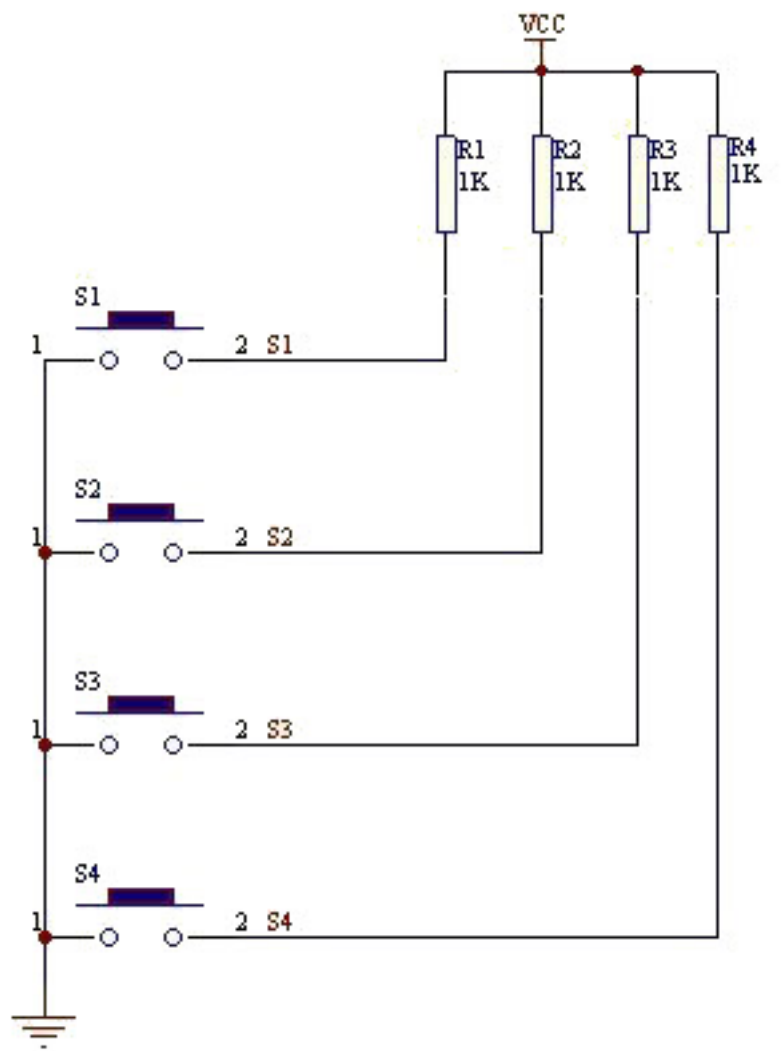 VCC
R1 R2 R3 R4
1K 1K 1K 1K
S1
1 2 S1
S2
1 2 S2
S3
1 2 S3
S4
1 2 S4